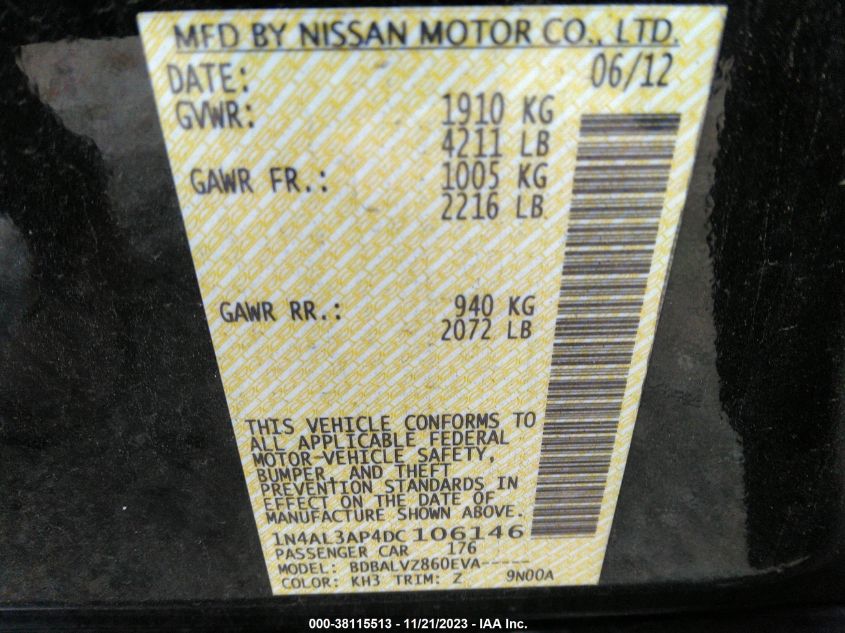 MFD BY NISSAN MOTOR CO., LTD.
DATE: 06/12
GVWR: 1910 KG
4211 LB
GAWR FR.: 1005 KG
2216 LB
GAWR RR.: 940 KG
2072 LB
THIS VEHICLE CONFORMS TO
ALL APPLICABLE FEDERAL
MOTOR-VEHICLE SAFETY,
BUMPER, AND THEFT
PREVENTION STANDARDS IN
EFFECT ON THE DATE OF
MANUFACTURE SHOWN ABOVE.
1N4AL3AP4DC 106146
PASSENGER CAR 176
MODEL: BDBALVZ860EVA-----
COLOR: KH3 TRIM: Z 9N00A
000-38115513 - 11/21/2023 - IAA Inc.